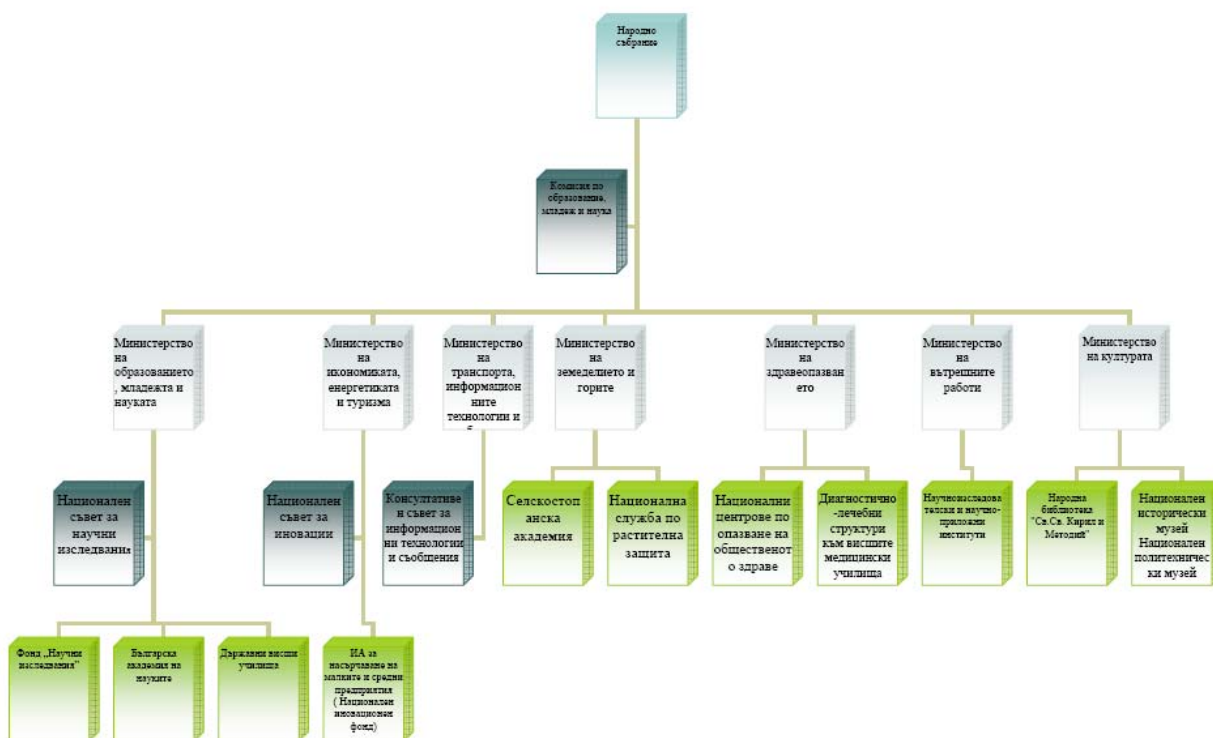 Народно
събрание
Комисия по
образование,
младеж и наука
Министерство
на
образованието
, младежта и
науката
Министерство
на
икономиката,
енергетиката
и туризма
Министерство
на
транспорта,
информацион
ните
технологии и
Министерство
на
земеделието и
горите
Министерство
на
здравеопазва
нето
Министерство
на
вътрешните
работи
Министерство
на културата
Национален
съвет за
научни
изследвания
Национален
съвет за
иновации
Консултативе
н съвет за
информацион
ни технологии
и съобщения
Селскостоп
анска
академия
Национална
служба по
растителна
защита
Национални
центрове по
опазване на
общественот
о здраве
Диагностично
-лечебни
структури
към висшите
медицински
училища
Научноизследова
телски и научно-
приложни
институти
Народна
библиотека
"Св.Св. Кирил и
Методий"
Национален
исторически
музей
Национален
политехничес
ки музей
Фонд „Научни
изследвания"
Българска
академия на
науките
Държавни висши
училища
ИА за
насърчаване на
малките и средни
предприятия
( Национален
иновационен
фонд)